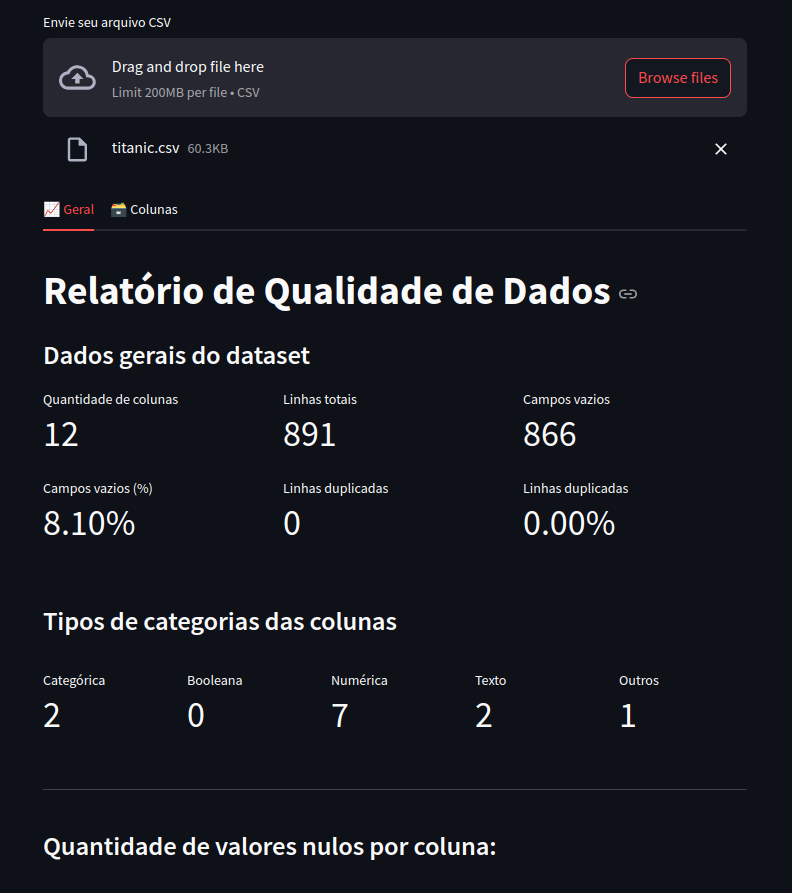 Envie seu arquivo CSV
Drag and drop file here
Limit 200MB per file • CSV
Browse files
titanic.csv 60.3KB
📈 Geral 🗃️ Colunas
Relatório de Qualidade de Dados
Dados gerais do dataset
Quantidade de colunas Linhas totais Campos vazios
12 891 866
Campos vazios (%) Linhas duplicadas Linhas duplicadas
8.10% 0 0.00%
Tipos de categorias das colunas
Categórica Booleana Numérica Texto Outros
2 0 7 2 1
Quantidade de valores nulos por coluna: